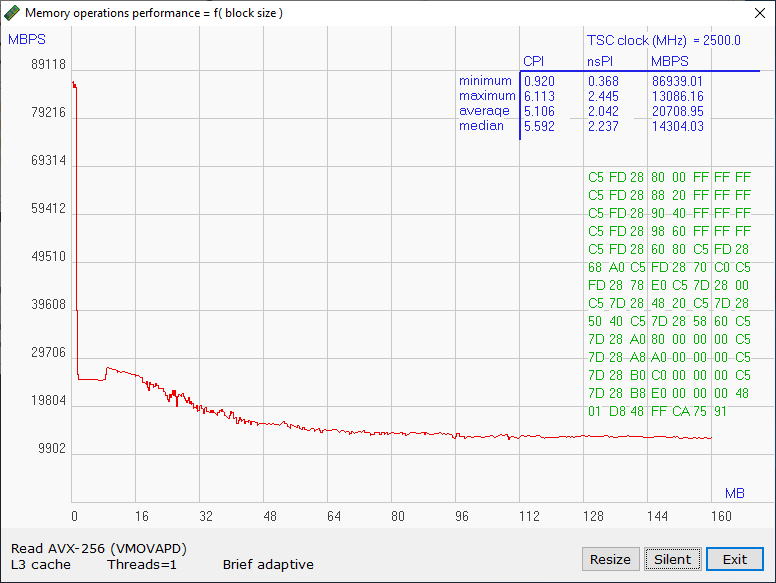 Memory operations performance = f( block size )
MBPS
TSC clock (MHz) = 2500.0
CPI nsPI MBPS
minimum 0.920 0.368 86939.01
maximum 6.113 2.445 13086.16
average 5.106 2.042 20708.95
median 5.592 2.237 14304.03
89118
79216
69314
59412
49510
39608
29706
19804
9902
C5 FD 28 80 00 FF FF FF
C5 FD 28 88 20 FF FF FF
C5 FD 28 90 40 FF FF FF
C5 FD 28 98 60 FF FF FF
C5 FD 28 60 80 C5 FD 28
68 A0 C5 FD 28 70 C0 C5
FD 28 78 E0 C5 7D 28 00
C5 7D 28 48 20 C5 7D 28
50 40 C5 7D 28 58 60 C5
7D 28 A0 80 00 00 00 C5
7D 28 A8 A0 00 00 00 C5
7D 28 B0 C0 00 00 00 C5
7D 28 B8 E0 00 00 00 48
01 D8 48 FF CA 75 91
MB
0 16 32 48 64 80 96 112 128 144 160
Read AVX-256 (VMOVAPD)
L3 cache Threads=1 Brief adaptive
Resize Silent Exit